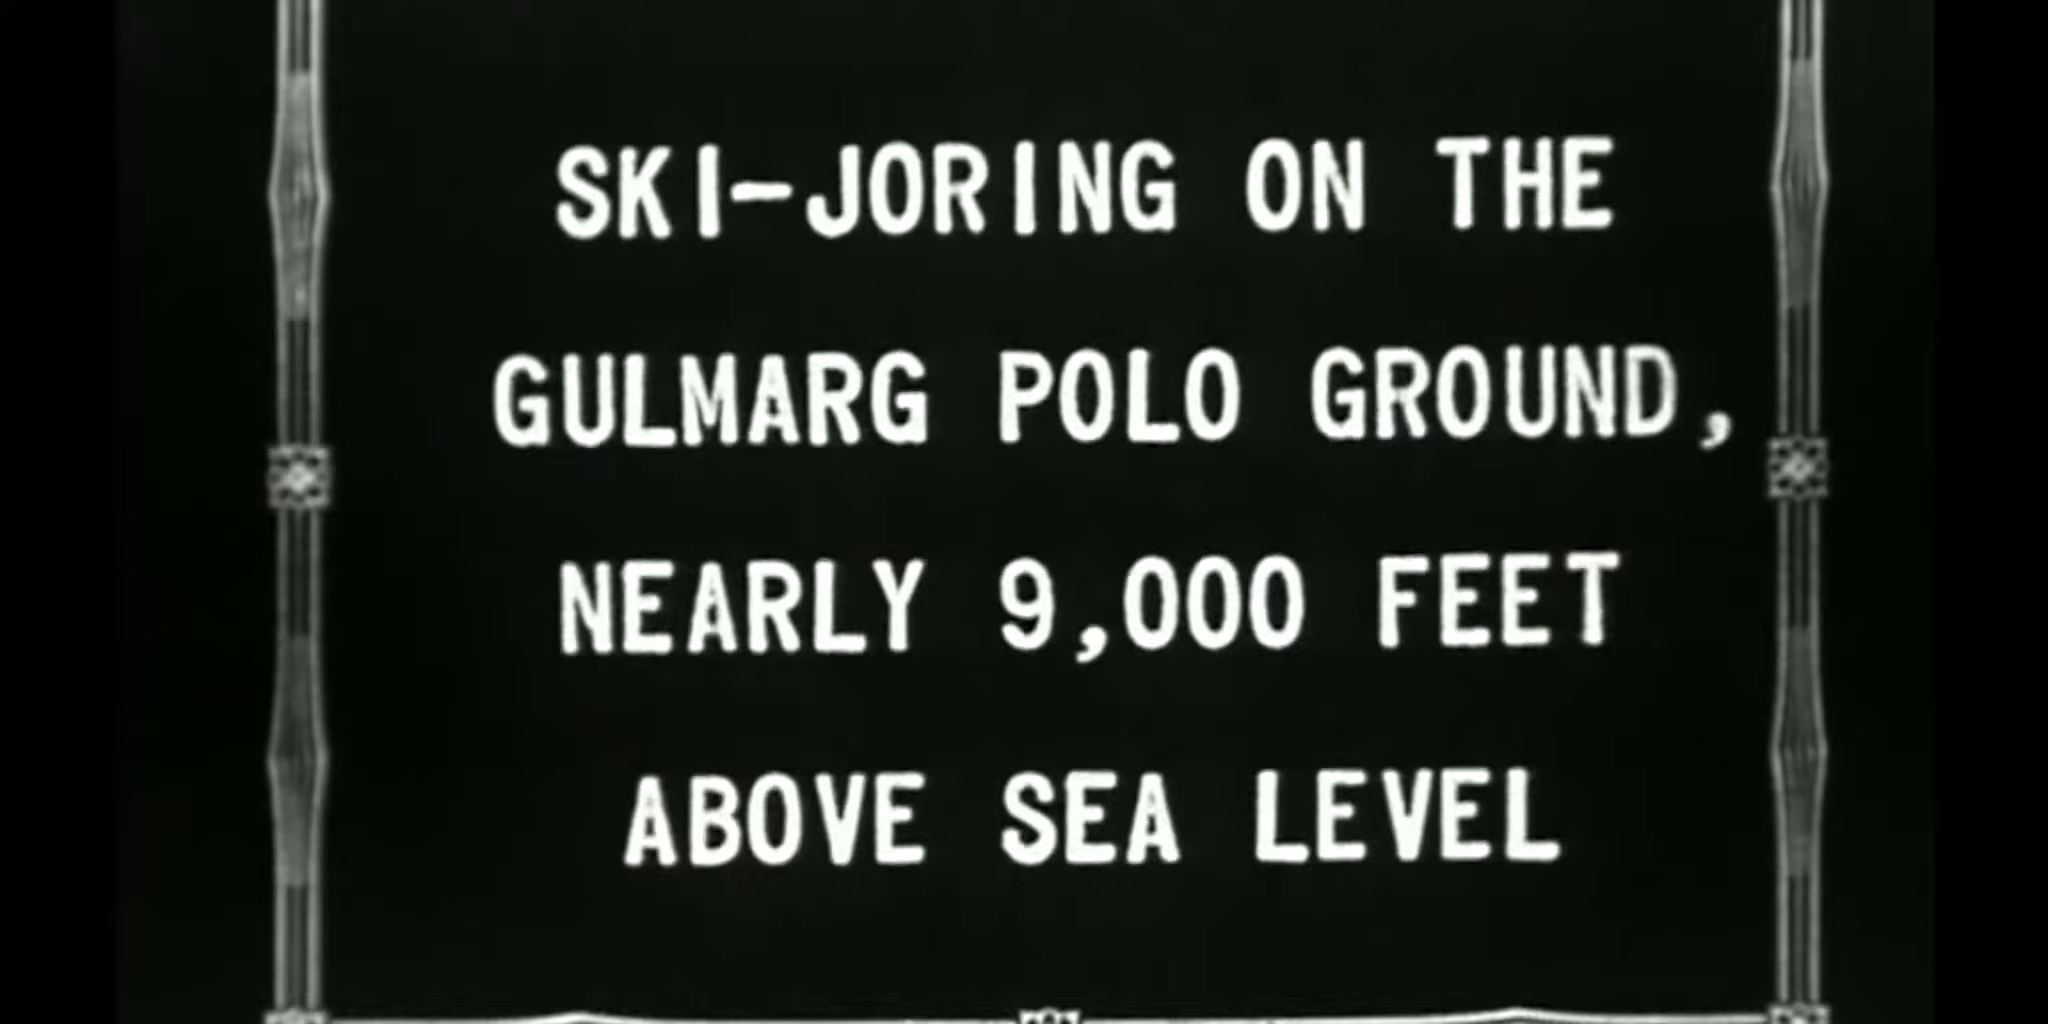 SKI-JORING ON THE
GULMARG POLO GROUND,
NEARLY 9,000 FEET
ABOVE SEA LEVEL